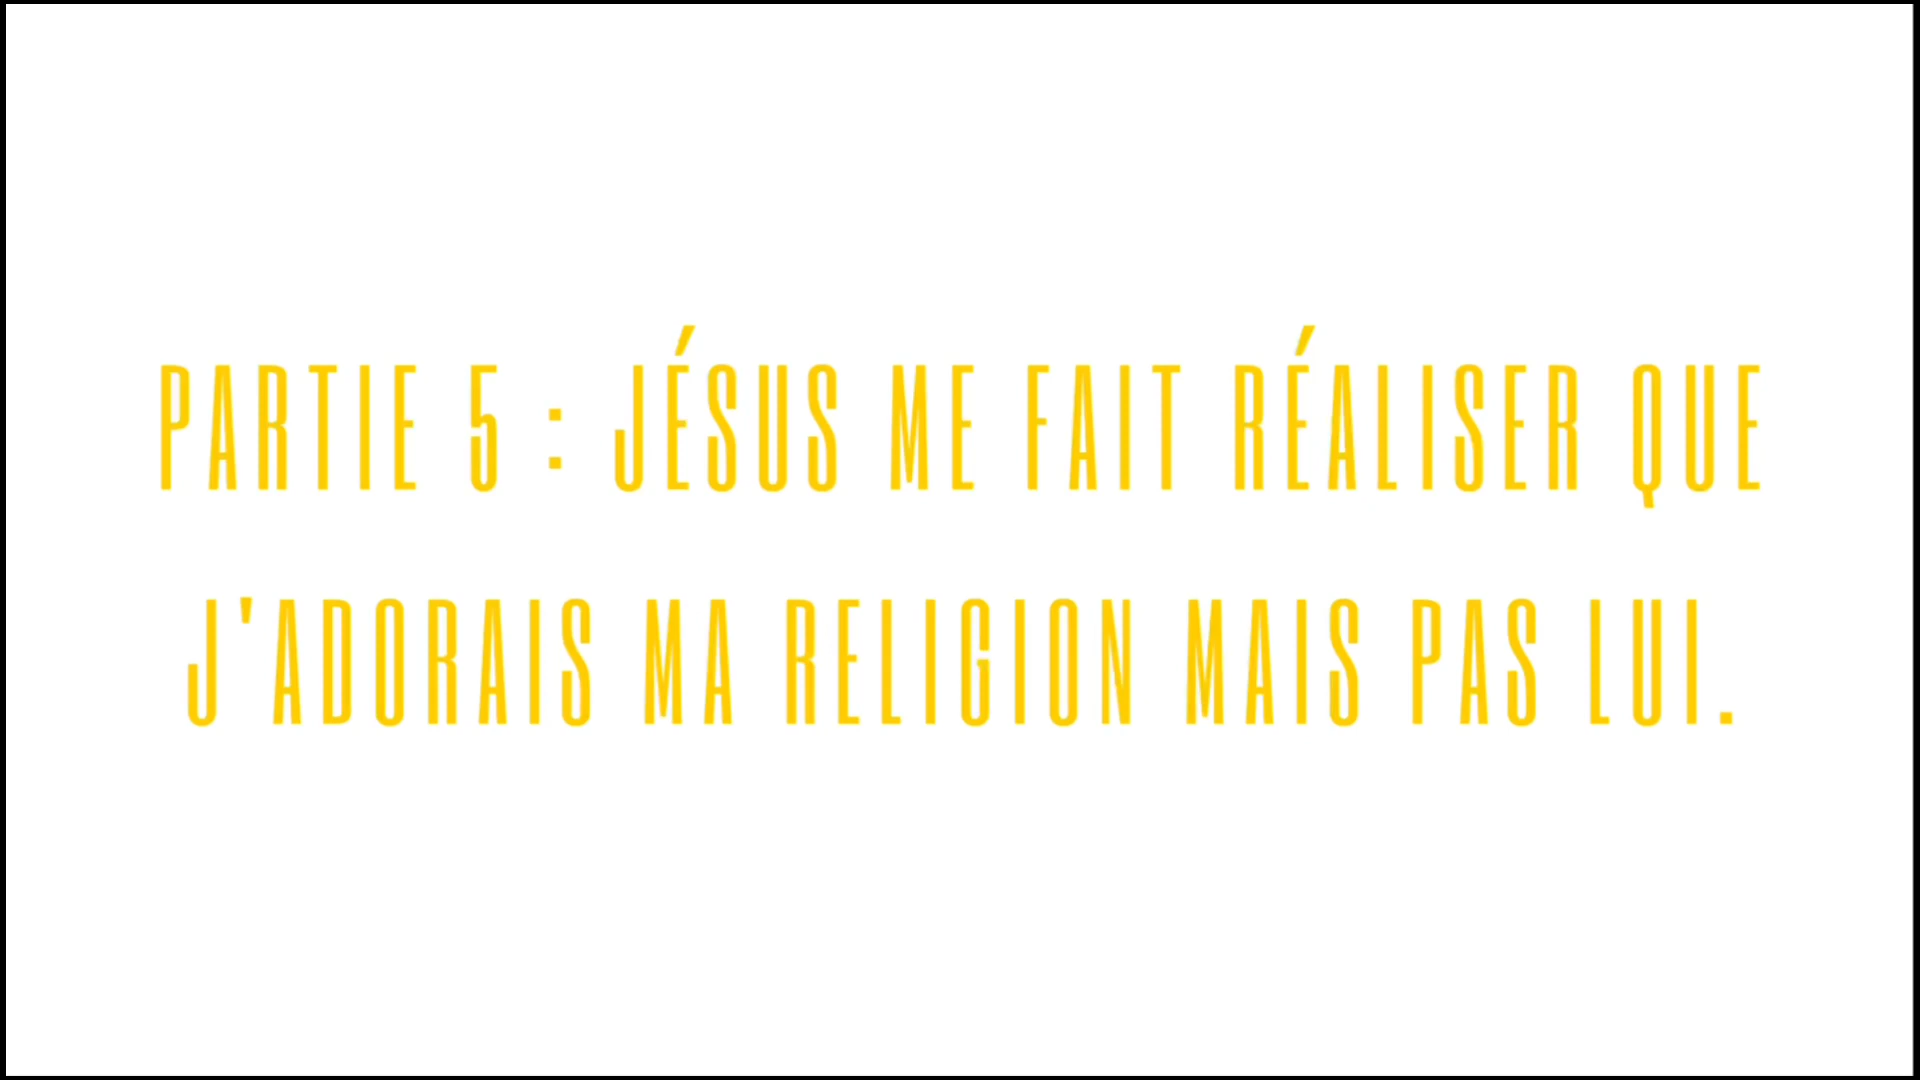 PARTIE 5 : JÉSUS ME FAIT RÉALISER QUE
J'ADORAIS MA RELIGION MAIS PAS LUI.